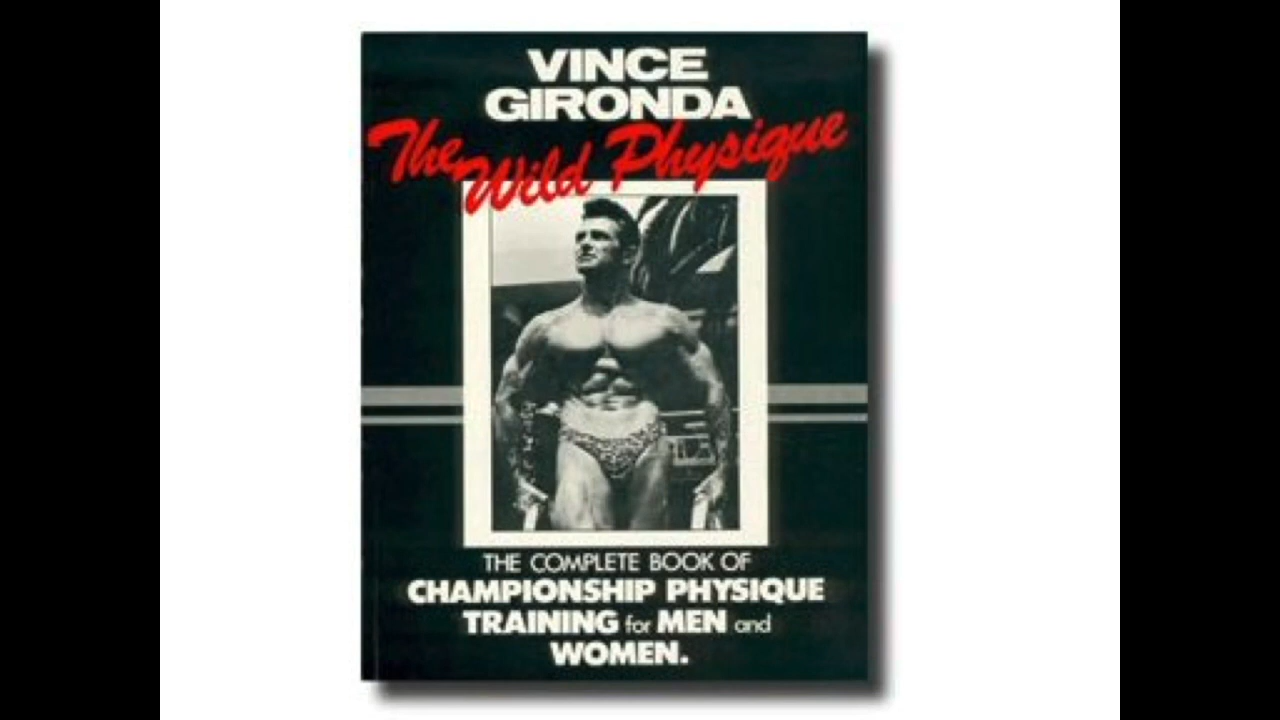 VINCE
GIRONDA
The Wild Physique
THE COMPLETE BOOK OF
CHAMPIONSHIP PHYSIQUE
TRAINING for MEN and
WOMEN.